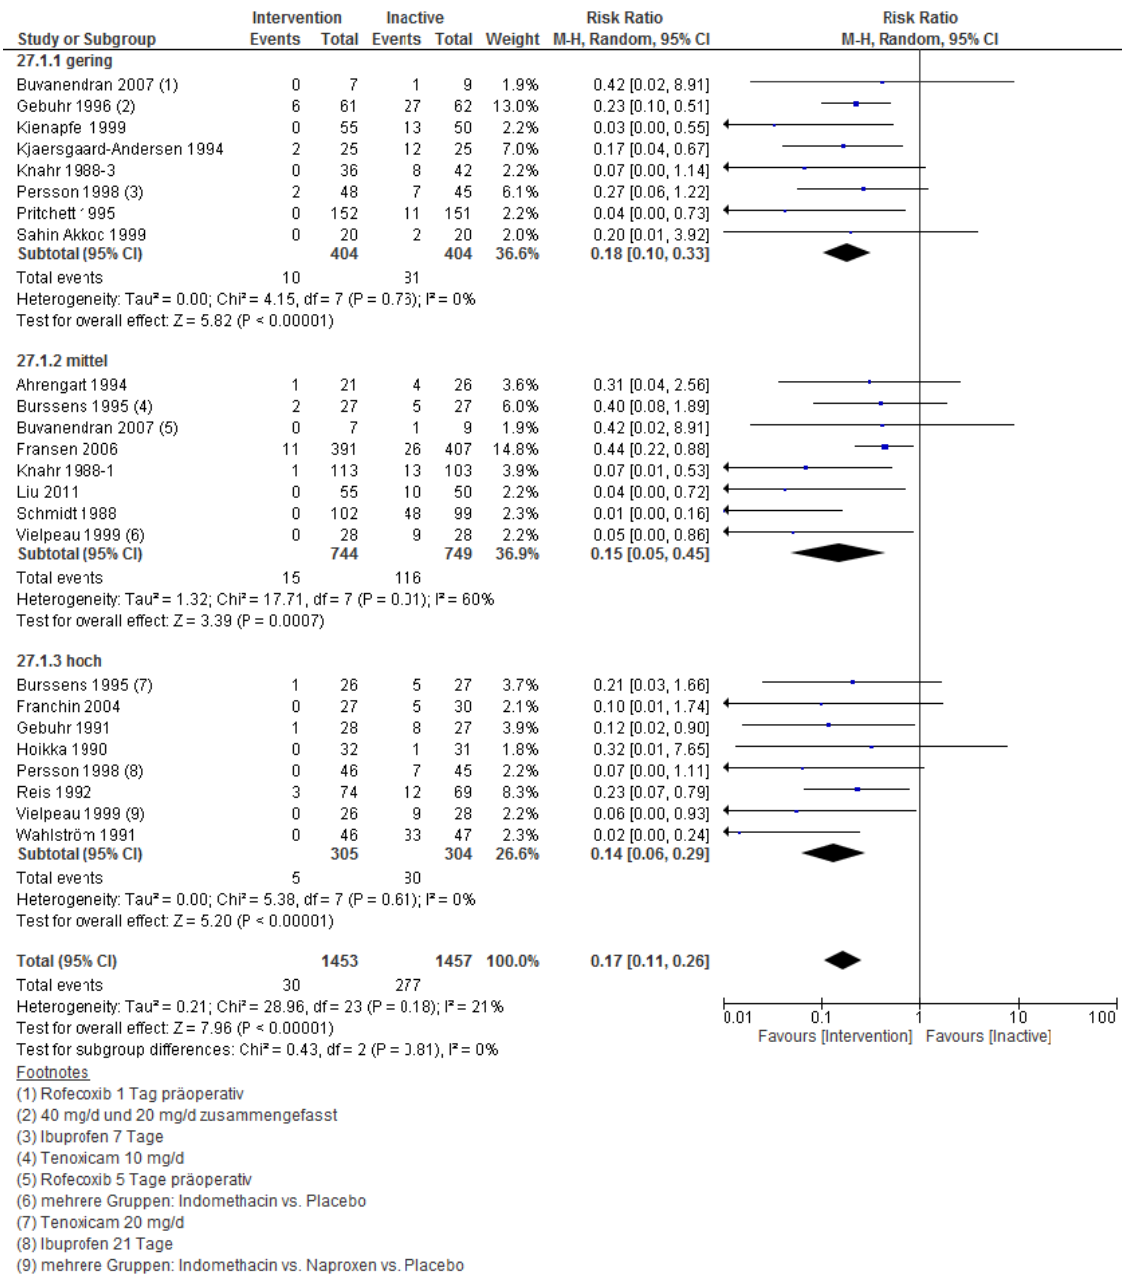 Intervention Inactive Risk Ratio Risk Ratio
Study or Subgroup Events Total Events Total Weight M-H, Random, 95% CI M-H, Random, 95% CI
27.1.1 gering
Buvanendran 2007 (1) 0 7 1 9 1.9% 0.42 [0.02, 8.91]
Gebuhr 1996 (2) 6 61 27 62 13.0% 0.23 [0.10, 0.51]
Kienapfe 1999 0 55 13 50 2.2% 0.03 [0.00, 0.55]
Kjaersgaard-Andersen 1994 2 25 12 25 7.0% 0.17 [0.04, 0.67]
Knahr 1988-3 0 36 8 42 2.2% 0.07 [0.00, 1.14]
Persson 1998 (3) 2 48 7 45 6.1% 0.27 [0.06, 1.22]
Pritchett 1995 0 152 11 151 2.2% 0.04 [0.00, 0.73]
Sahin Akkoc 1999 0 20 2 20 2.0% 0.20 [0.01, 3.92]
Subtotal (95% CI) 404 404 36.6% 0.18 [0.10, 0.33]
Total events 10 81
Heterogeneity: Tau² = 0.00; Chi² = 4.15, df = 7 (P = 0.76); I² = 0%
Test for overall effect: Z = 5.82 (P < 0.00001)
27.1.2 mittel
Ahrengart 1994 1 21 4 26 3.6% 0.31 [0.04, 2.56]
Burssens 1995 (4) 2 27 5 27 6.0% 0.40 [0.08, 1.89]
Buvanendran 2007 (5) 0 7 1 9 1.9% 0.42 [0.02, 8.91]
Fransen 2006 11 391 26 407 14.8% 0.44 [0.22, 0.88]
Knahr 1988-1 1 113 13 103 3.9% 0.07 [0.01, 0.53]
Liu 2011 0 55 10 50 2.2% 0.04 [0.00, 0.72]
Schmidt 1988 0 102 48 99 2.3% 0.01 [0.00, 0.16]
Vielpeau 1999 (6) 0 28 9 28 2.2% 0.05 [0.00, 0.86]
Subtotal (95% CI) 744 749 36.9% 0.15 [0.05, 0.45]
Total events 15 116
Heterogeneity: Tau² = 1.32; Chi² = 17.71, df = 7 (P = 0.01); I² = 60%
Test for overall effect: Z = 3.39 (P = 0.0007)
27.1.3 hoch
Burssens 1995 (7) 1 26 5 27 3.7% 0.21 [0.03, 1.66]
Franchin 2004 0 27 5 30 2.1% 0.10 [0.01, 1.74]
Gebuhr 1991 1 28 8 27 3.9% 0.12 [0.02, 0.90]
Hoikka 1990 0 32 1 31 1.8% 0.32 [0.01, 7.65]
Persson 1998 (8) 0 46 7 45 2.2% 0.07 [0.00, 1.11]
Reis 1992 3 74 12 69 8.3% 0.23 [0.07, 0.79]
Vielpeau 1999 (9) 0 26 9 28 2.2% 0.06 [0.00, 0.93]
Wahlström 1991 0 46 33 47 2.3% 0.02 [0.00, 0.24]
Subtotal (95% CI) 305 304 26.6% 0.14 [0.06, 0.29]
Total events 5 80
Heterogeneity: Tau² = 0.00; Chi² = 5.38, df = 7 (P = 0.61); I² = 0%
Test for overall effect: Z = 5.20 (P < 0.00001)
Total (95% CI) 1453 1457 100.0% 0.17 [0.11, 0.26]
Total events 30 277
Heterogeneity: Tau² = 0.21; Chi² = 28.96, df = 23 (P = 0.18); I² = 21%
Test for overall effect: Z = 7.96 (P < 0.00001)
Test for subgroup differences: Chi² = 0.43, df = 2 (P = 0.81), I² = 0%
0.01 0.1 1 10 100
Favours [Intervention] Favours [Inactive]
Footnotes
(1) Rofecoxib 1 Tag präoperativ
(2) 40 mg/d und 20 mg/d zusammengefasst
(3) Ibuprofen 7 Tage
(4) Tenoxicam 10 mg/d
(5) Rofecoxib 5 Tage präoperativ
(6) mehrere Gruppen: Indomethacin vs. Placebo
(7) Tenoxicam 20 mg/d
(8) Ibuprofen 21 Tage
(9) mehrere Gruppen: Indomethacin vs. Naproxen vs. Placebo